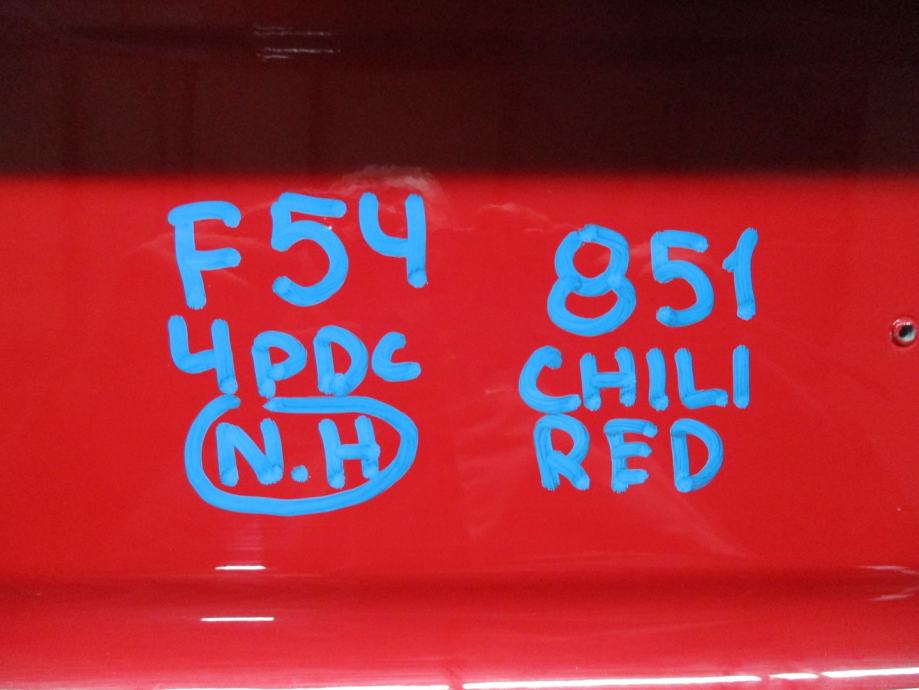 F54
4PDC
N.H
851
CHILI
RED